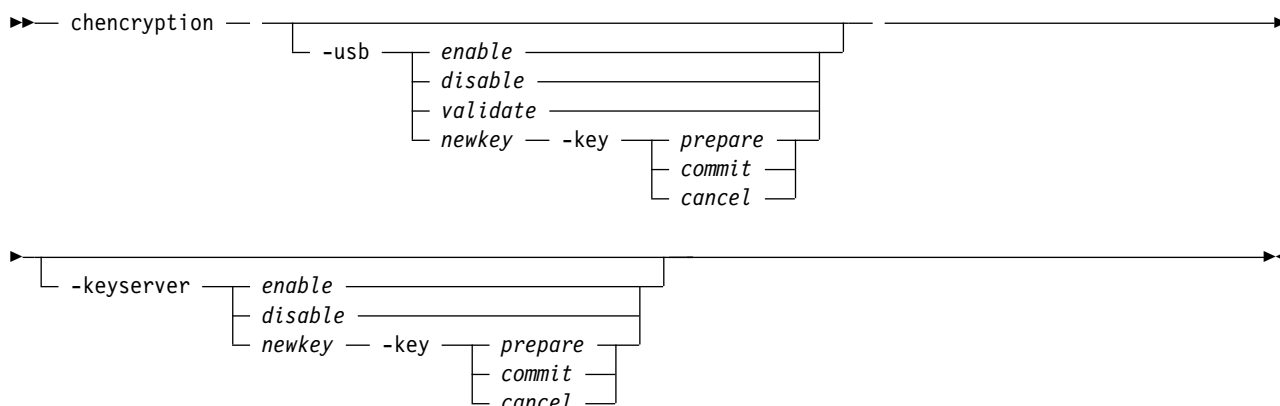 chencryption
-usb enable
disable
validate
newkey -key prepare
commit
cancel
-keyserver enable
disable
newkey -key prepare
commit
cancel